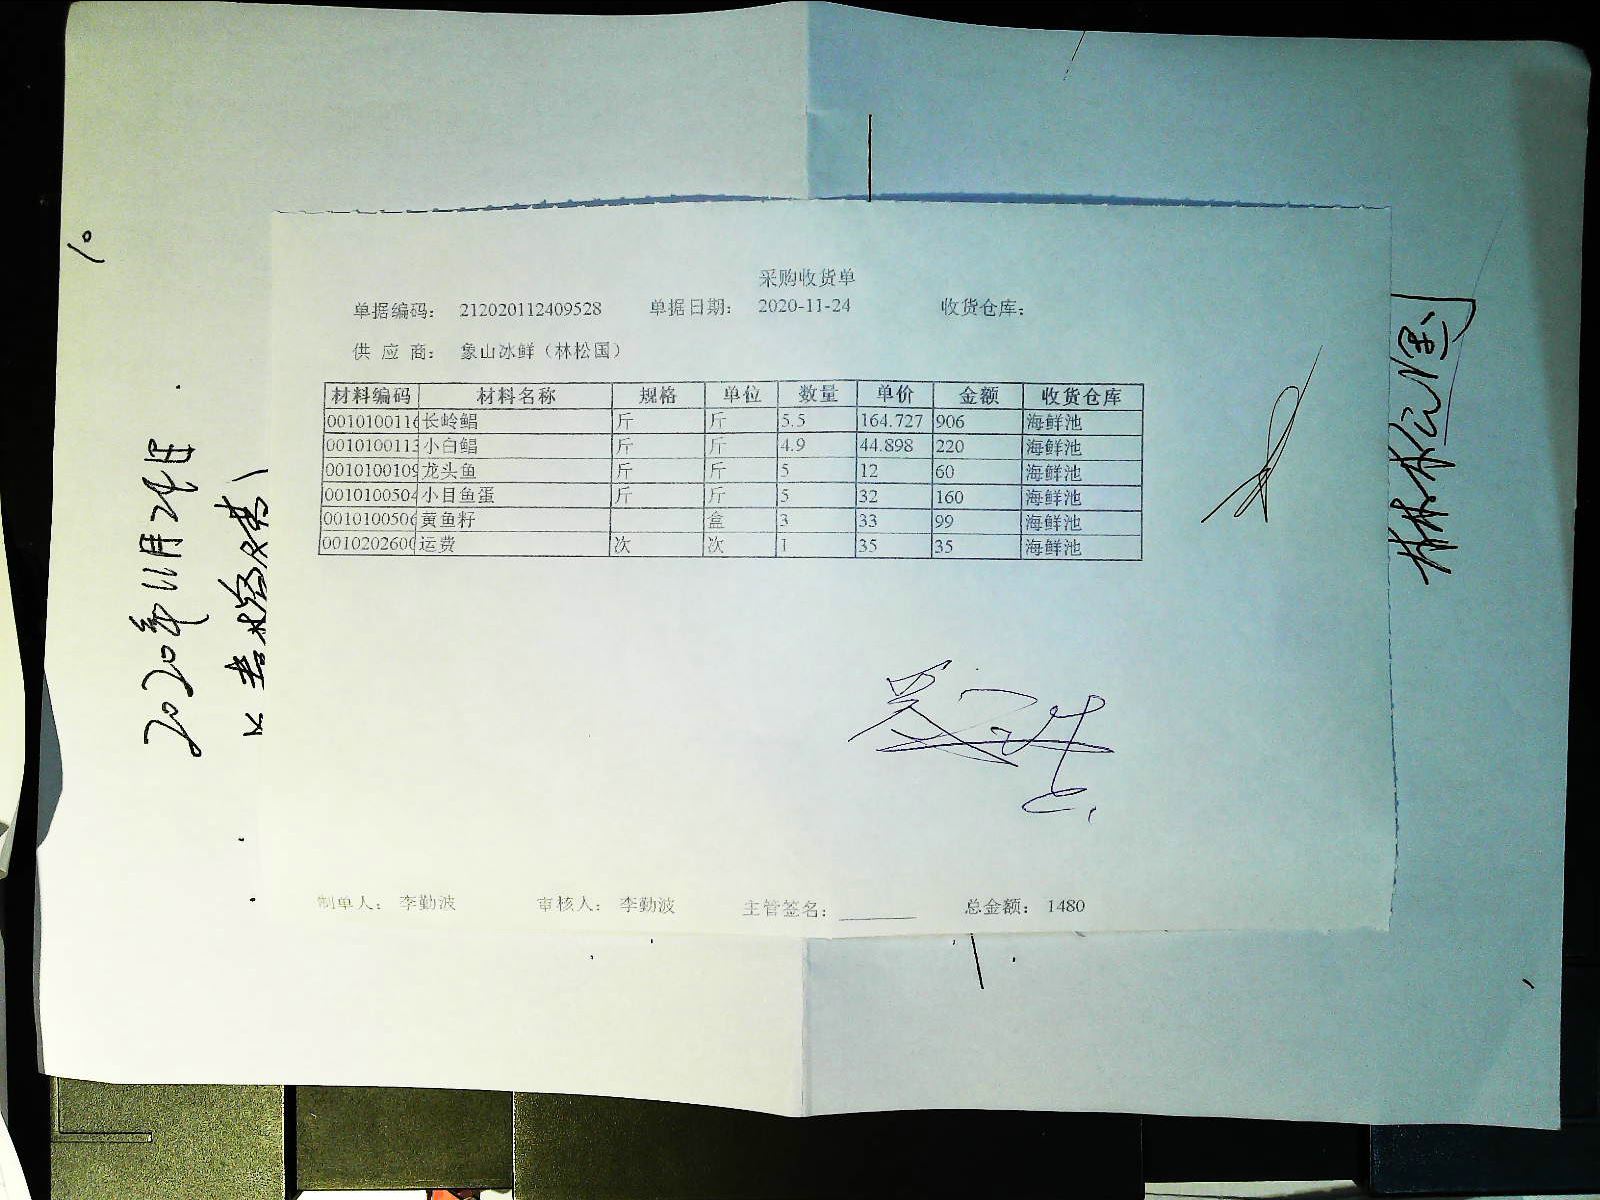 采购收货单
单据编码： 212020112409528 单据日期： 2020-11-24 收货仓库：
供 应 商： 象山冰鲜（林松国）
材料编码 材料名称 规格 单位 数量 单价 金额 收货仓库
001010011 长岭鲳 斤 斤 5.5 164.727 906 海鲜池
001010011 小白鲳 斤 斤 4.9 44.898 220 海鲜池
001010010 龙头鱼 斤 斤 5 12 60 海鲜池
001010050 小目鱼蛋 斤 斤 5 32 160 海鲜池
001010050 黄鱼籽 盒 3 33 99 海鲜池
001020260 运费 次 次 1 35 35 海鲜池
制单人： 李勤波 审核人： 李勤波 主管签名： 总金额： 1480
2020年11月24日